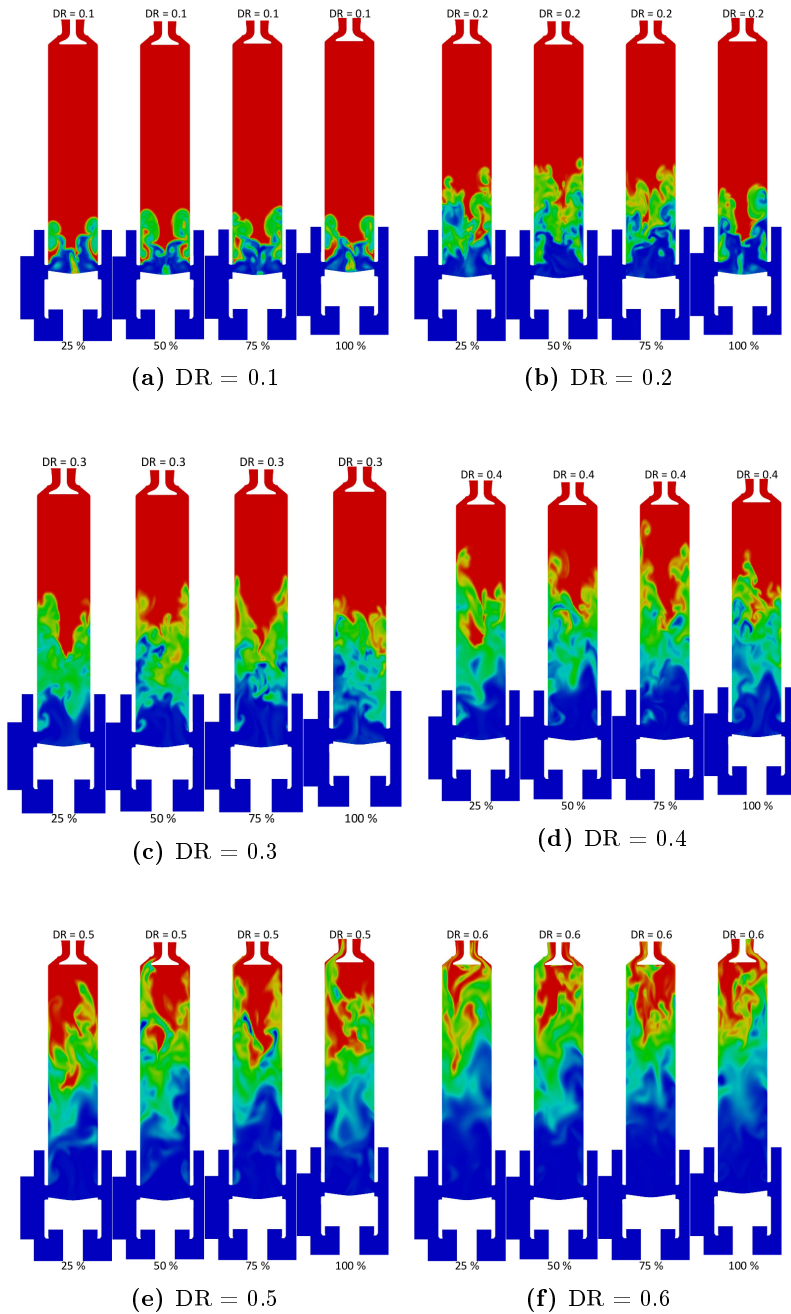 DR = 0.1 DR = 0.1 DR = 0.1 DR = 0.1
25 % 50 % 75 % 100 %
(a) DR = 0.1
DR = 0.2 DR = 0.2 DR = 0.2 DR = 0.2
25 % 50 % 75 % 100 %
(b) DR = 0.2
DR = 0.3 DR = 0.3 DR = 0.3 DR = 0.3
25 % 50 % 75 % 100 %
(c) DR = 0.3
DR = 0.4 DR = 0.4 DR = 0.4 DR = 0.4
25 % 50 % 75 % 100 %
(d) DR = 0.4
DR = 0.5 DR = 0.5 DR = 0.5 DR = 0.5
25 % 50 % 75 % 100 %
(e) DR = 0.5
DR = 0.6 DR = 0.6 DR = 0.6 DR = 0.6
25 % 50 % 75 % 100 %
(f) DR = 0.6